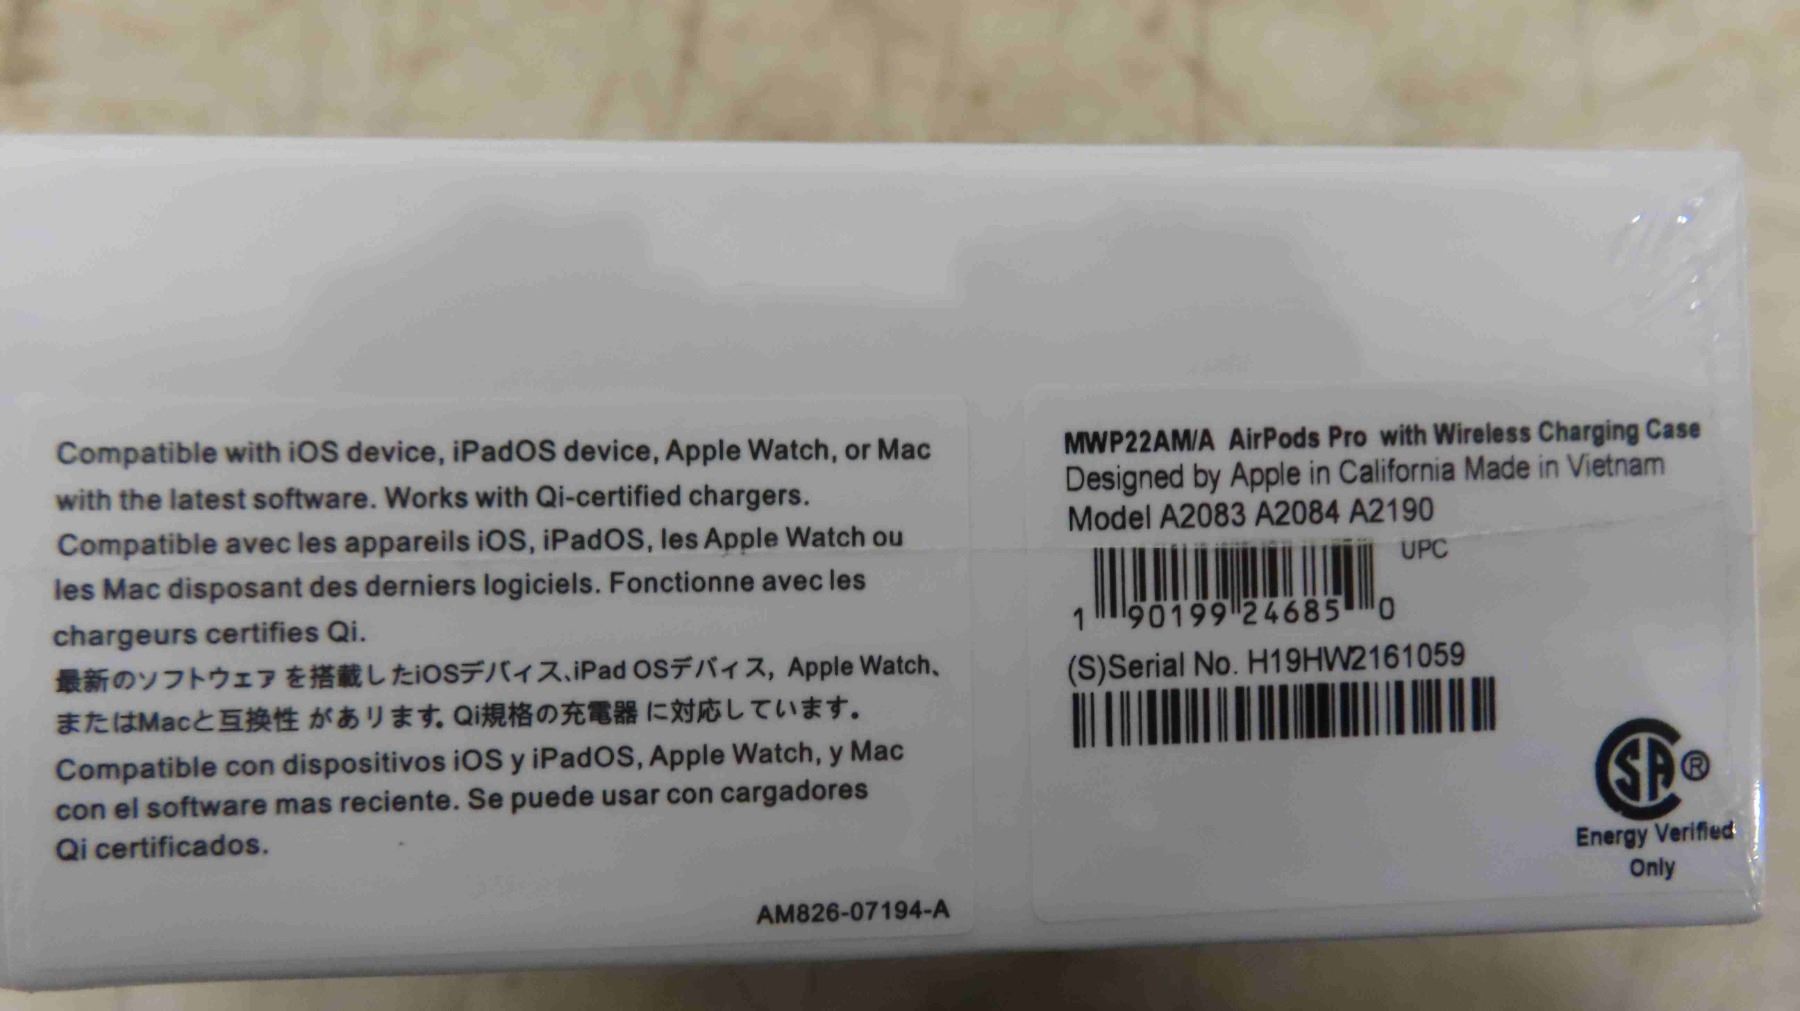 Compatible with iOS device, iPadOS device, Apple Watch, or Mac
with the latest software. Works with Qi-certified chargers.
Compatible avec les appareils iOS, iPadOS, les Apple Watch ou
les Mac disposant des derniers logiciels. Fonctionne avec les
chargeurs certifies Qi.
最新のソフトウェア を搭載したiOSデバイス､iPad OSデバイス, Apple Watch、
またはMacと互換性 があリます｡ Qi規格の充電器 に対応しています。
Compatible con dispositivos iOS y iPadOS, Apple Watch, y Mac
con el software mas reciente. Se puede usar con cargadores
Qi certificados.
AM826-07194-A
MWP22AM/A AirPods Pro with Wireless Charging Case
Designed by Apple in California Made in Vietnam
Model A2083 A2084 A2190
UPC
1 90199 24685 0
(S)Serial No. H19HW2161059
SA ®
Energy Verified
Only